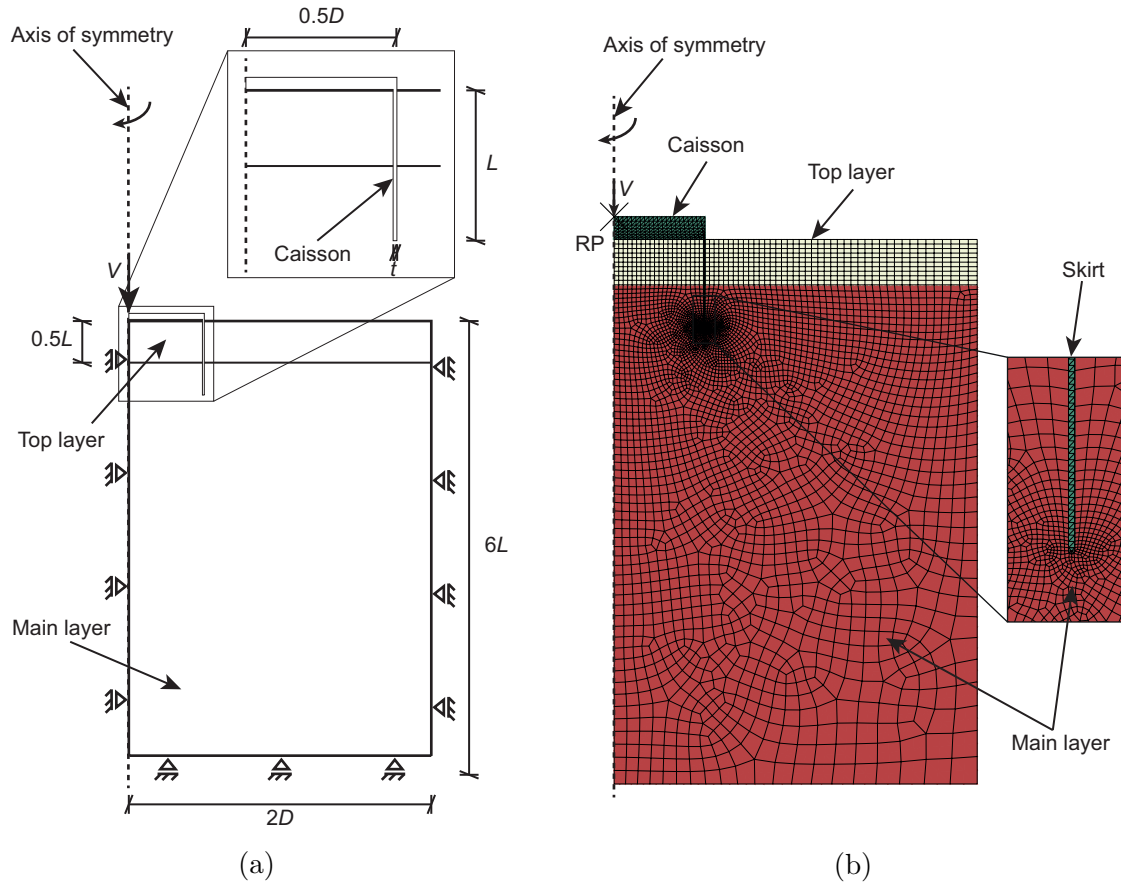 0.5D
Axis of symmetry
L
Caisson
t
V
0.5L
Top layer
6L
Main layer
2D
(a)
Axis of symmetry
Caisson
V
Top layer
RP
Skirt
Main layer
(b)